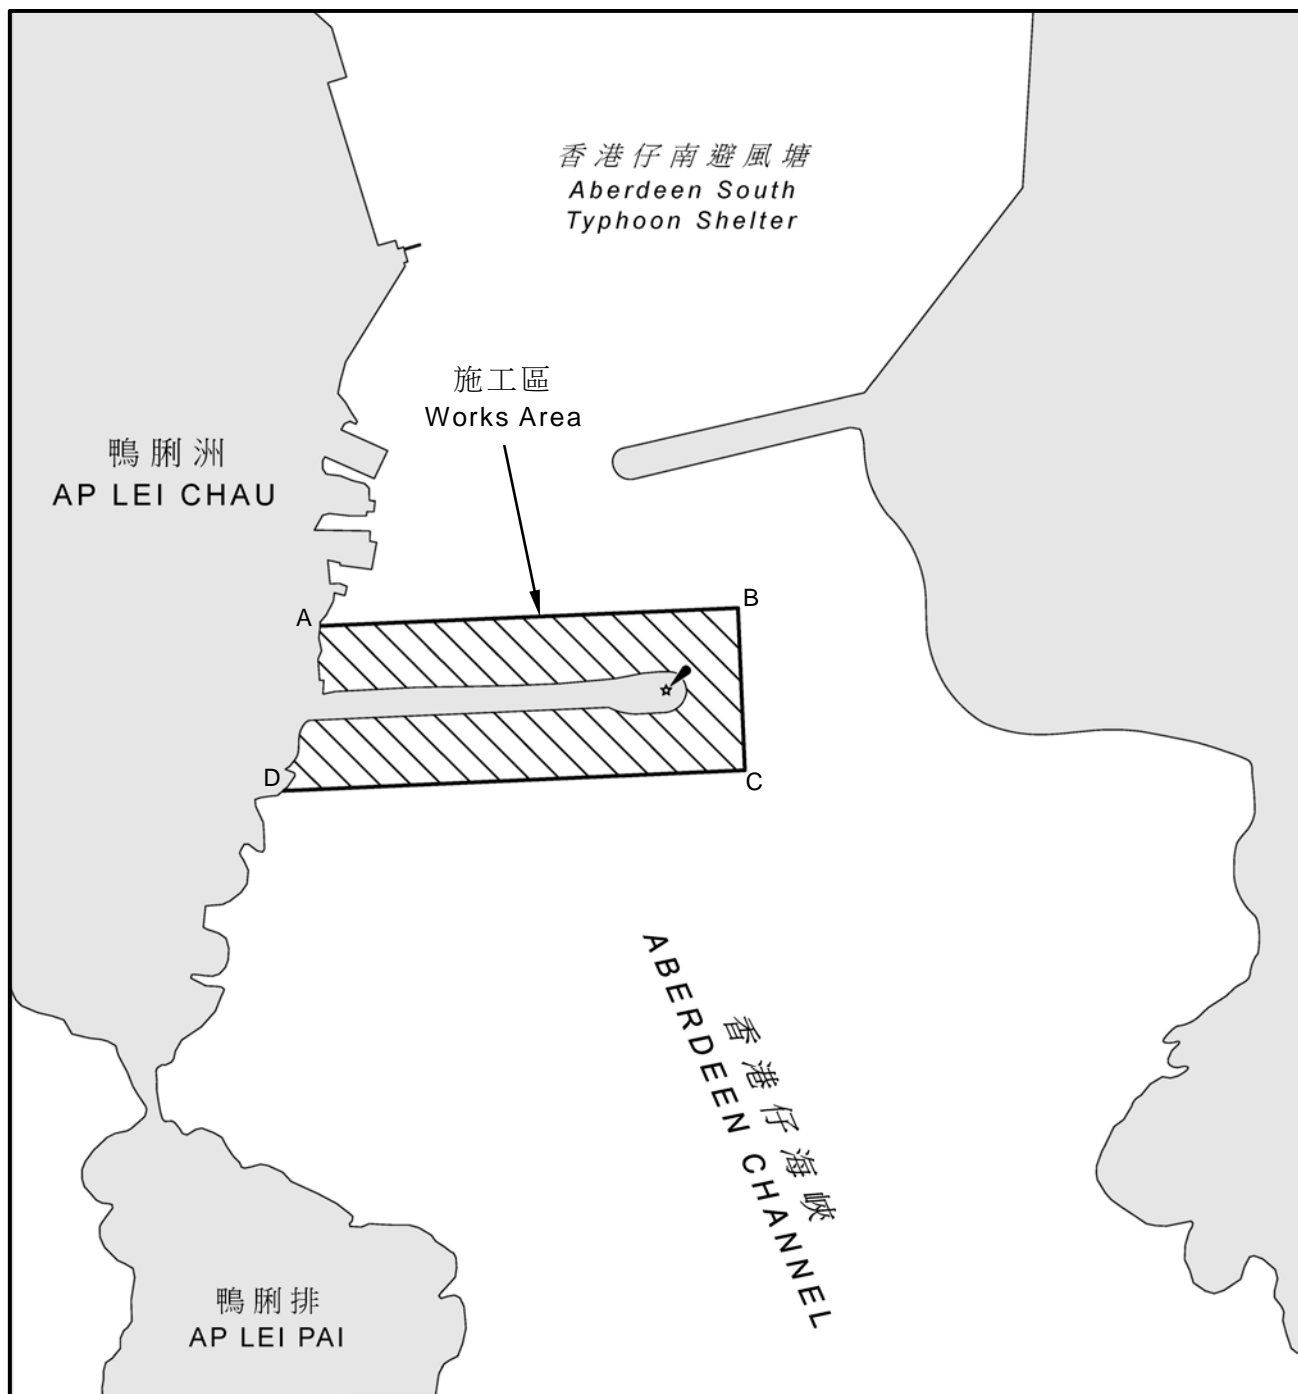 香港仔南避風塘
Aberdeen South
Typhoon Shelter
施工區
Works Area
鴨脷洲
AP LEI CHAU
A
B
D
C
香港仔海峽
ABERDEEN CHANNEL
鴨脷排
AP LEI PAI